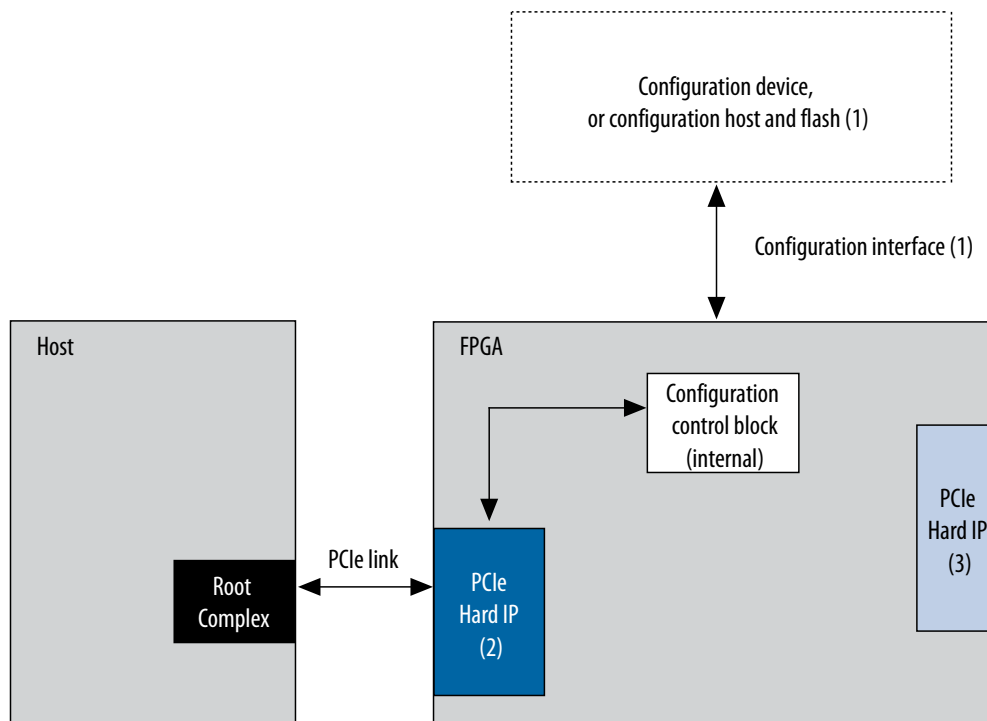 Configuration device,
or configuration host and flash (1)
Configuration interface (1)
Host
FPGA
Configuration
control block
(internal)
PCIe
Hard IP
(3)
PCIe link
Root
Complex
PCIe
Hard IP
(2)